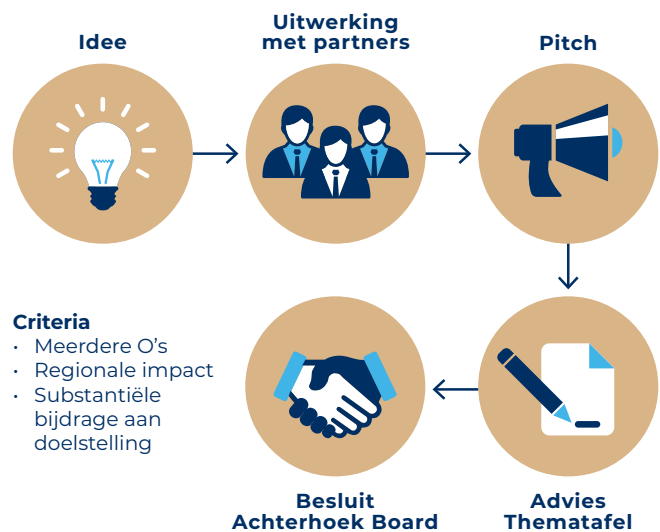 Idee
Uitwerking
met partners
Pitch
Criteria
• Meerdere O’s
• Regionale impact
• Substantiële
bijdrage aan
doelstelling
Besluit
Achterhoek Board
Advies
Thematafel